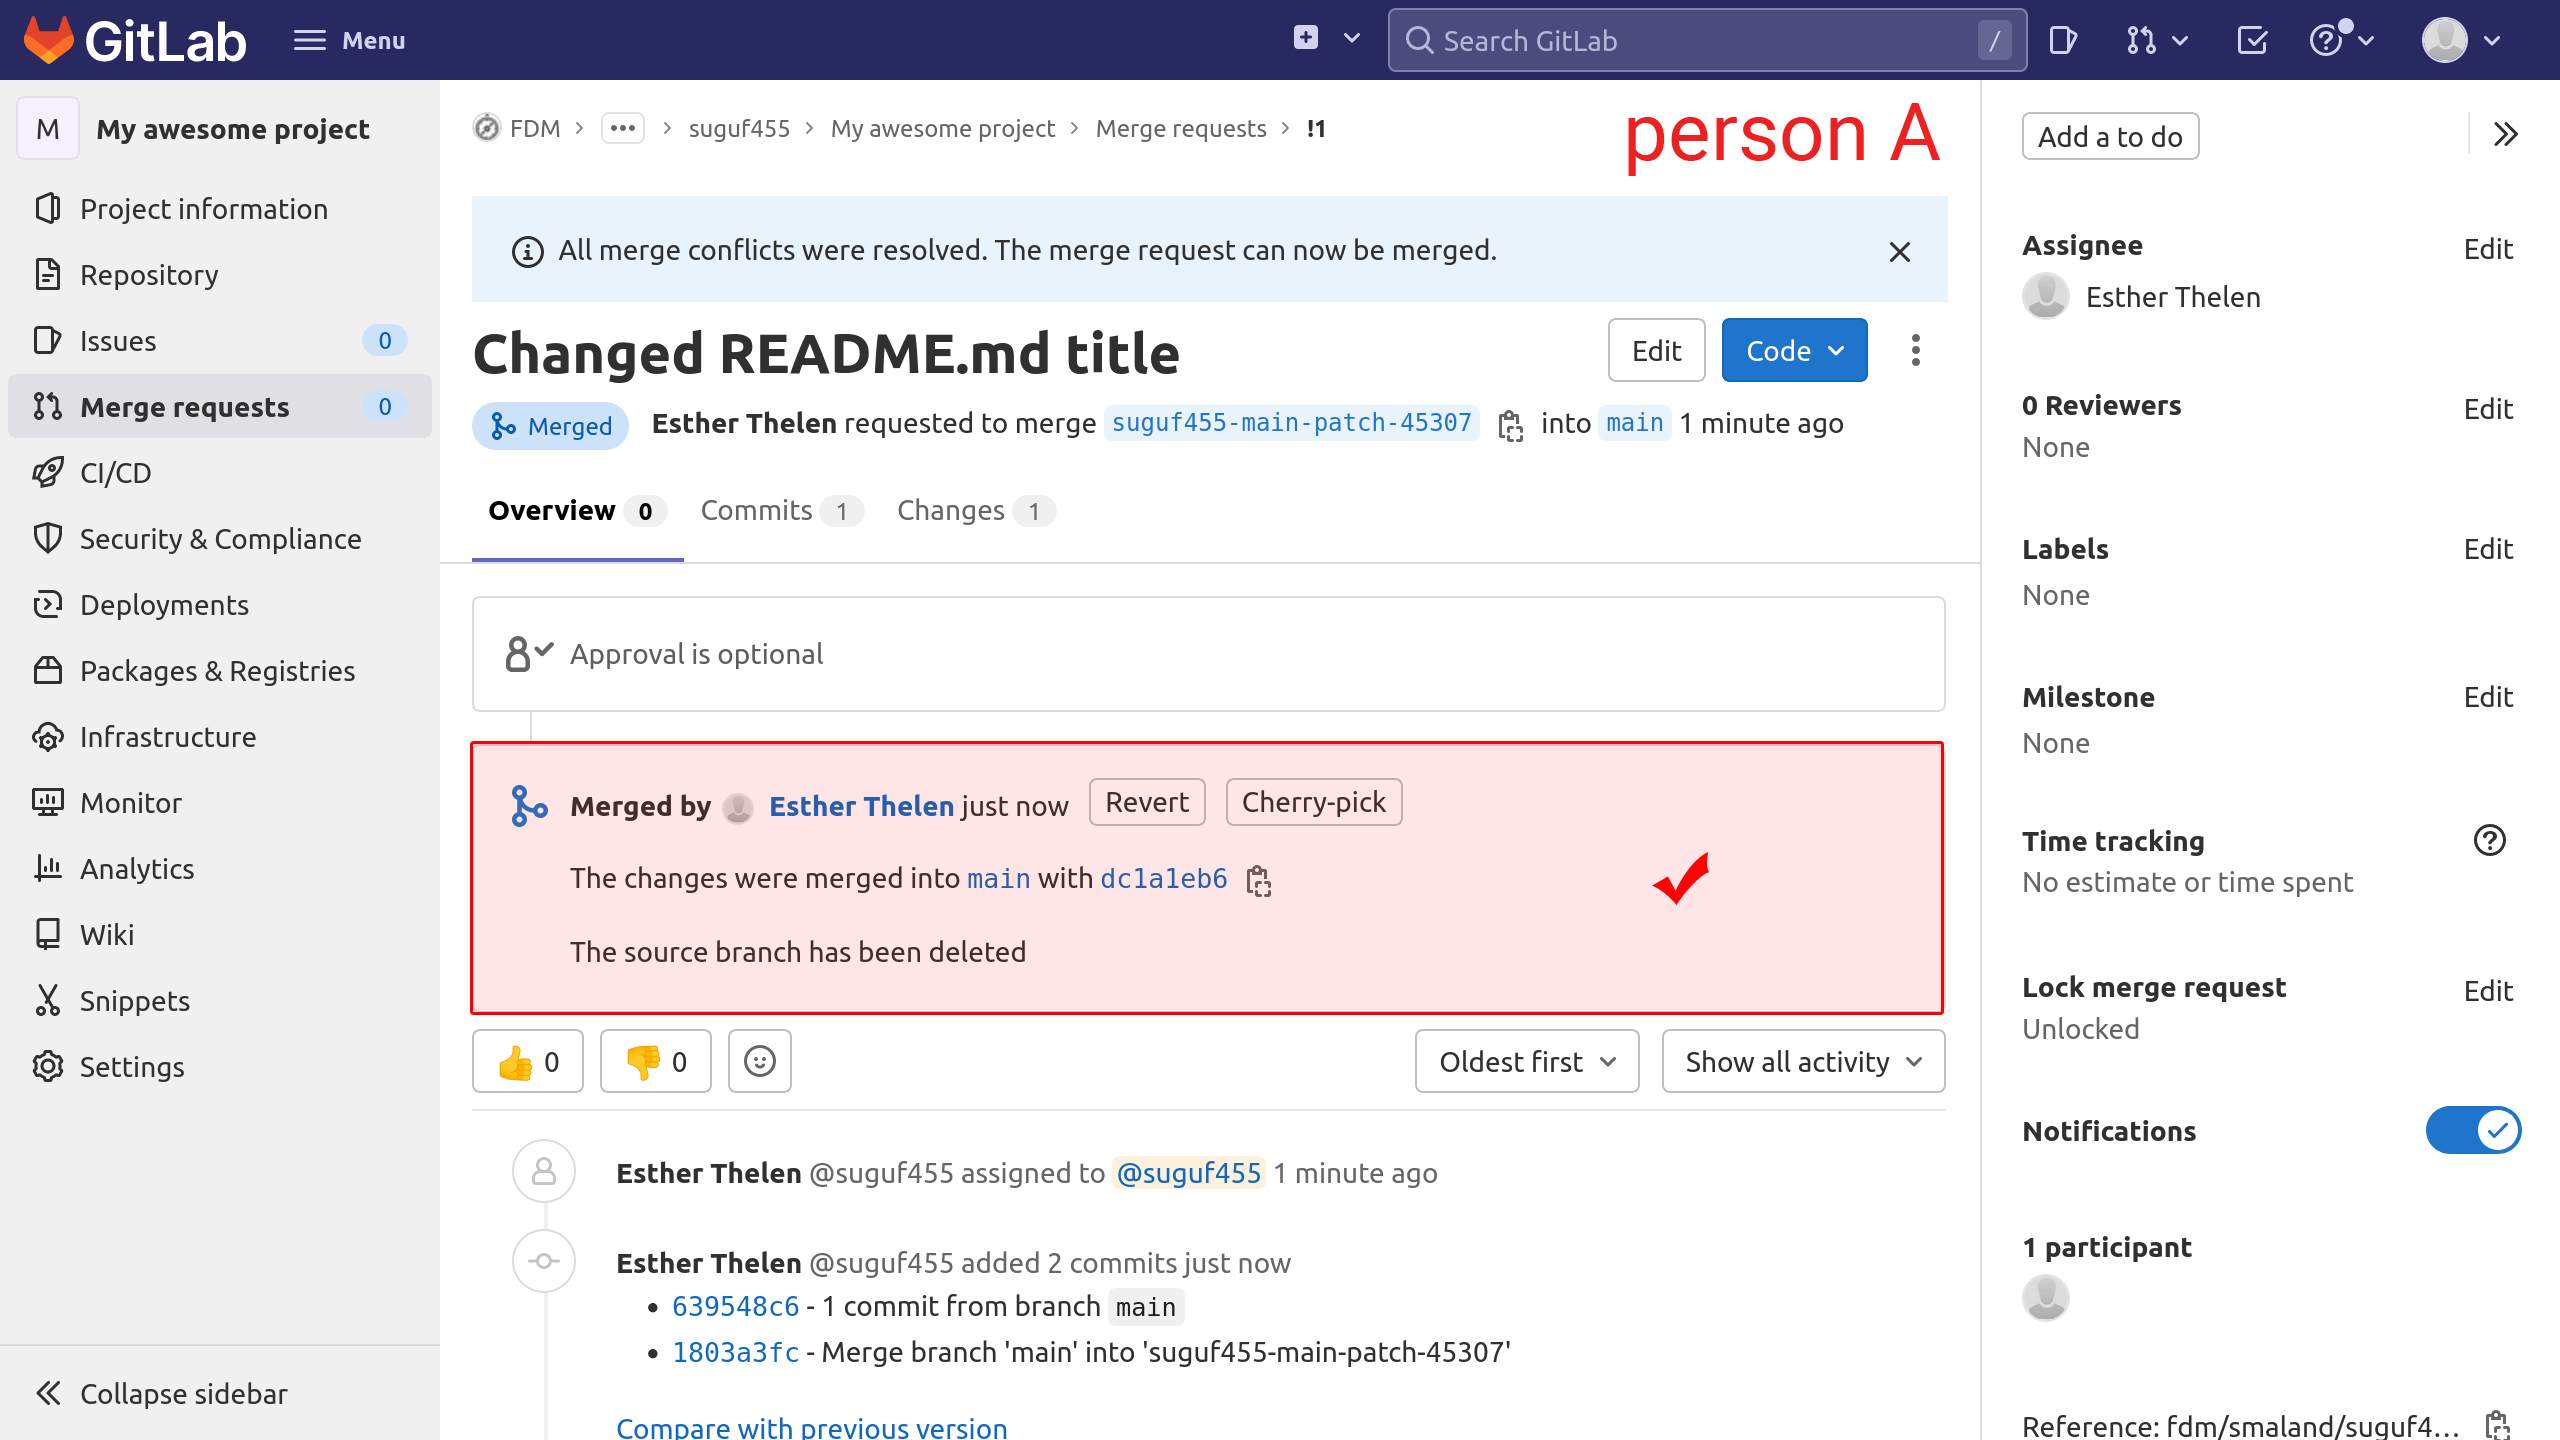 GitLab
Menu
Search GitLab
/
M
My awesome project
Project information
Repository
Issues
0
Merge requests
0
CI/CD
Security & Compliance
Deployments
Packages & Registries
Infrastructure
Monitor
Analytics
Wiki
Snippets
Settings
Collapse sidebar
FDM
suguf455
My awesome project
Merge requests
!1
person A
All merge conflicts were resolved. The merge request can now be merged.
Changed README.md title
Edit
Code
Merged
Esther Thelen requested to merge suguf455-main-patch-45307 into main 1 minute ago
Overview 0
Commits 1
Changes 1
Approval is optional
Merged by Esther Thelen just now
Revert
Cherry-pick
The changes were merged into main with dc1a1eb6
The source branch has been deleted
0
0
Oldest first
Show all activity
Esther Thelen @suguf455 assigned to @suguf455 1 minute ago
Esther Thelen @suguf455 added 2 commits just now
• 639548c6 - 1 commit from branch main
• 1803a3fc - Merge branch 'main' into 'suguf455-main-patch-45307'
Compare with previous version
Add a to do
Assignee
Edit
Esther Thelen
0 Reviewers
Edit
None
Labels
Edit
None
Milestone
Edit
None
Time tracking
No estimate or time spent
Lock merge request
Edit
Unlocked
Notifications
1 participant
Reference: fdm/smaland/suguf4…